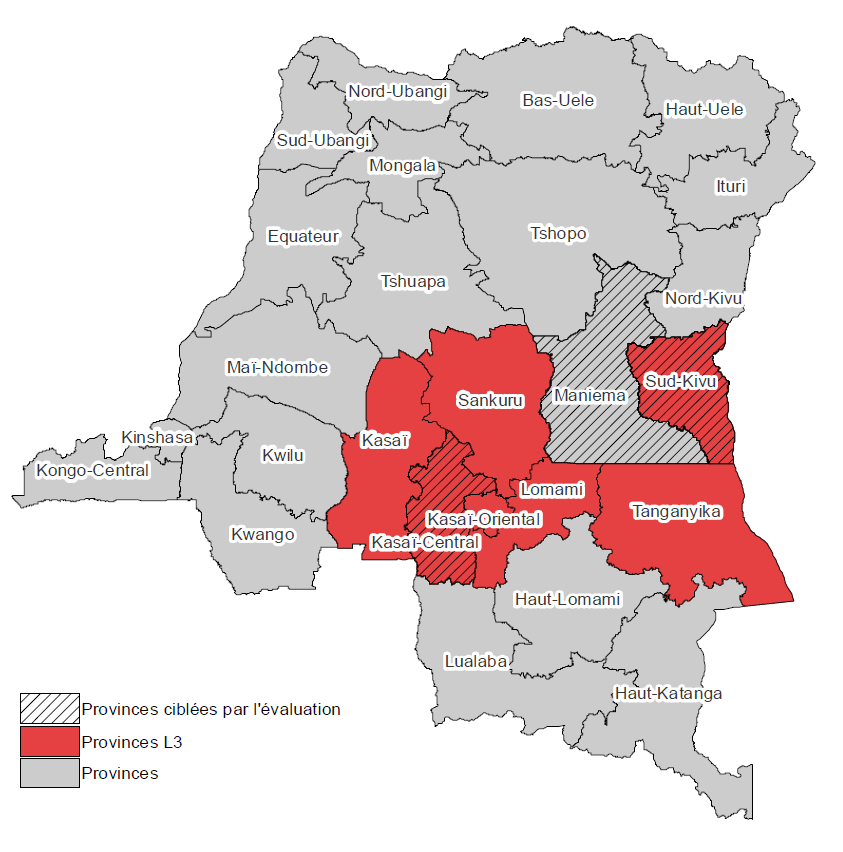 Nord-Ubangi
Bas-Uele
Haut-Uele
Sud-Ubangi
Mongala
Ituri
Equateur
Tshopo
Tshuapa
Nord-Kivu
Maï-Ndombe
Sud-Kivu
Maniema
Sankuru
Kinshasa
Kasaï
Kwilu
Kongo-Central
Lomami
Tanganyika
Kasaï-Oriental
Kwango
Kasaï-Central
Haut-Lomami
Lualaba
Haut-Katanga
Provinces ciblées par l'évaluation
Provinces L3
Provinces